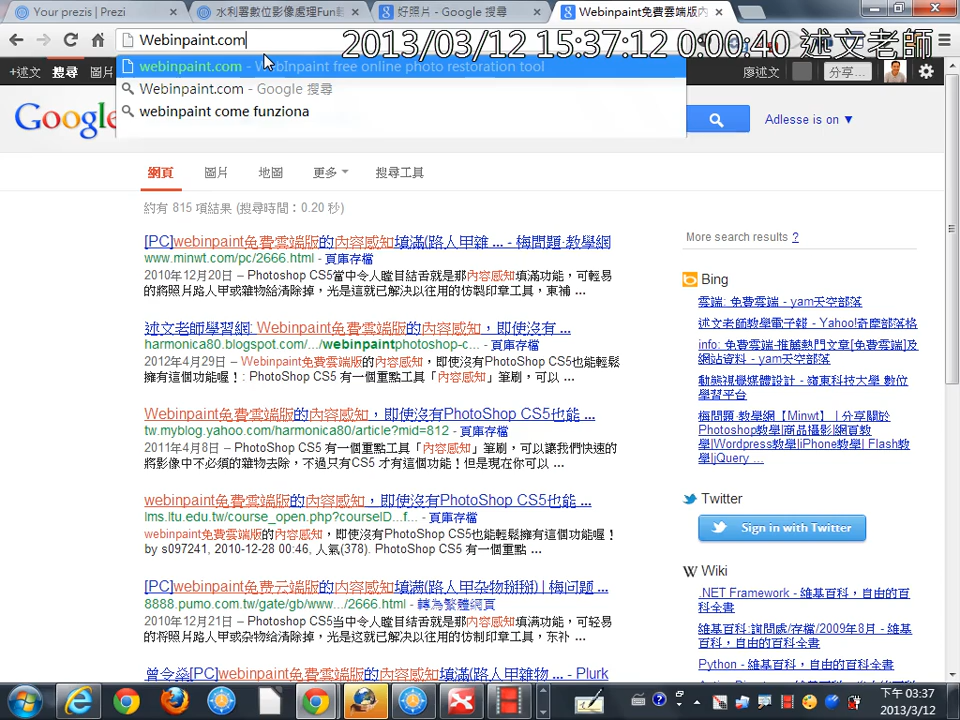 Your prezis | Prezi
水利署數位影像處理Fun
好照片 - Google 搜尋
Webinpaint免費雲端版內
Webinpaint.com
2013/03/12 15:37:12 0:00:40 述文老師
webinpaint.com - Webinpaint free online photo restoration tool
Webinpaint.com - Google 搜尋
webinpaint come funziona
+述文 搜尋 圖片
廖述文
分享...
Google
Adlesse is on ▼
網頁 圖片 地圖 更多 搜尋工具
約有 815 項結果 (搜尋時間：0.20 秒)
[PC]webinpaint免費雲端版的內容感知填滿(路人甲雜 ... - 梅問題‧教學網
www.minwt.com/pc/2666.html - 頁庫存檔
2010年12月20日 – Photoshop CS5當中令人瞠目結舌就是那內容感知填滿功能，可輕易
的將照片路人甲或雜物給清除掉，光是這就已解決以往用的仿製印章工具，東補 ...
述文老師學習網: Webinpaint免費雲端版的內容感知，即使沒有 ...
harmonica80.blogspot.com/.../webinpaintphotoshop-c... - 頁庫存檔
2012年4月29日 – Webinpaint免費雲端版的內容感知，即使沒有PhotoShop CS5也能輕鬆
擁有這個功能喔！: PhotoShop CS5 有一個重點工具「內容感知」筆刷，可以 ...
Webinpaint免費雲端版的內容感知，即使沒有PhotoShop CS5也能 ...
tw.myblog.yahoo.com/harmonica80/article?mid=812 - 頁庫存檔
2011年4月8日 – PhotoShop CS5 有一個重點工具「內容感知」筆刷，可以讓我們快速的
將影像中不必須的雜物去除，不過只有CS5 才有這個功能！但是現在你可以 ...
webinpaint免費雲端版的內容感知，即使沒有PhotoShop CS5也能 ...
lms.ltu.edu.tw/course_open.php?courseID...f... - 頁庫存檔
webinpaint免費雲端版的內容感知，即使沒有PhotoShop CS5也能輕鬆擁有這個功能喔！
by s097241, 2010-12-28 00:46, 人氣(378). PhotoShop CS5 有一個重點 ...
[PC]webinpaint免费云端版的内容感知填满(路人甲杂物掰掰) | 梅问题 ...
8888.pumo.com.tw/gate/gb/www.../2666.html - 轉為繁體網頁
2010年12月21日 – Photoshop CS5当中令人瞠目结舌就是那内容感知填满功能，可轻易
的将照片路人甲或杂物给清除掉，光是这就已解决以往用的仿制印章工具，东补 ...
曾令燊[PC]webinpaint免費雲端版的內容感知填滿(路人甲雜物 ... - Plurk
More search results ?
Bing
雲端: 免費雲端 - yam天空部落
述文老師教學電子報 - Yahoo!奇摩部落格
info: 免費雲端-推薦熱門文章[免費雲端]及
網站資料 - yam天空部落
動態視覺媒體設計 - 嶺東科技大學 數位
學習平台
梅問題‧教學網【Minwt】 | 分享關於
Photoshop教學|商品攝影|網頁教
學|Wordpress教學|iPhone教學| Flash教
學|jQuery ...
Twitter
Sign in with Twitter
Wiki
.NET Framework - 維基百科，自由的百
科全書
維基百科:詢問處/存檔/2009年8月 - 維基
百科，自由的百科全書
Python - 維基百科，自由的百科全書
下午 03:37
2013/3/12